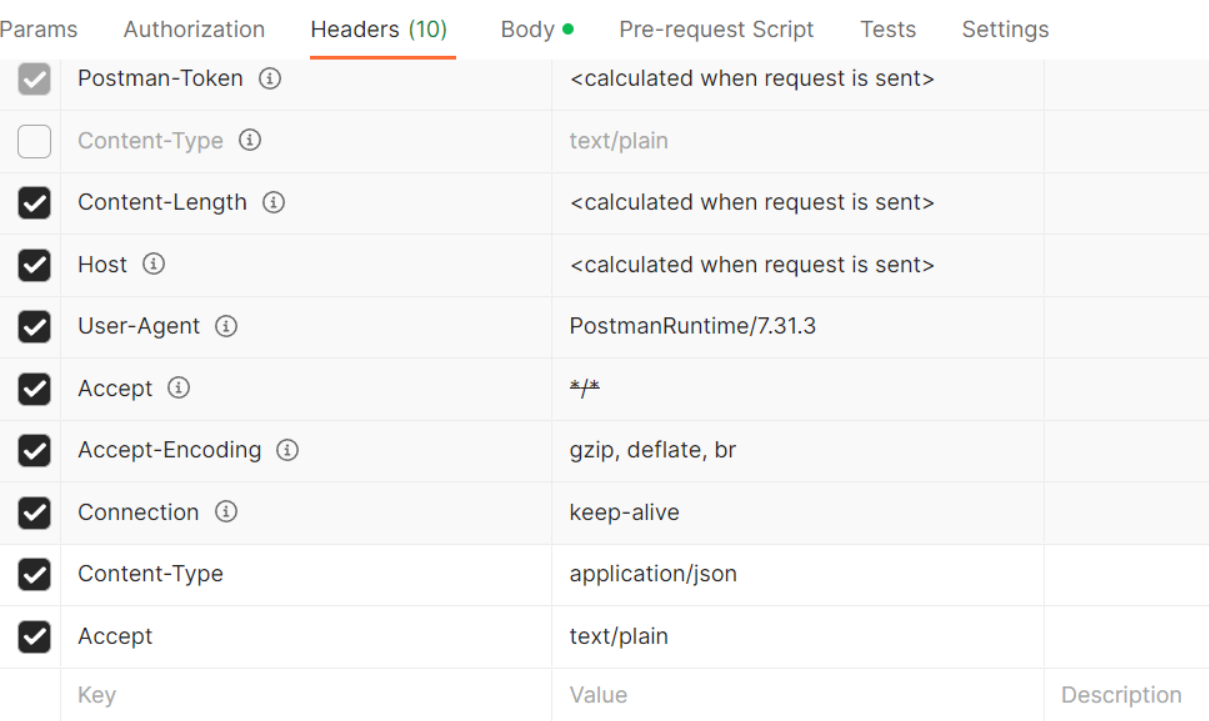 Params Authorization Headers (10) Body Pre-request Script Tests Settings
Postman-Token <calculated when request is sent>
Content-Type text/plain
Content-Length <calculated when request is sent>
Host <calculated when request is sent>
User-Agent PostmanRuntime/7.31.3
Accept */*
Accept-Encoding gzip, deflate, br
Connection keep-alive
Content-Type application/json
Accept text/plain
Key Value Description